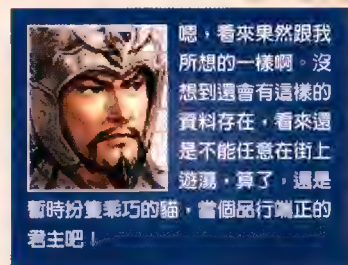 嗯，看來果然跟我
所想的一樣啊。沒
想到還會有這樣的
資料存在，看來還
是不能任意在街上
遊蕩，算了。還是
暫時扮隻乖巧的貓，當個品行端正的
君主吧！